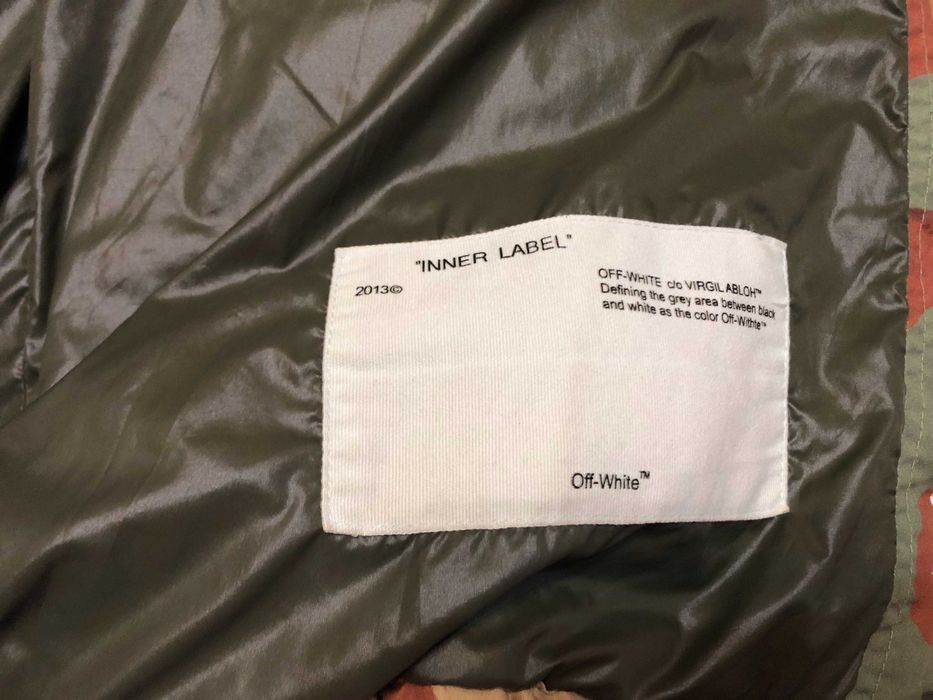 "INNER LABEL"
2013©
OFF-WHITE c/o VIRGIL ABLOH™
Defining the grey area between black
and white as the color Off-Withte™
Off-White™